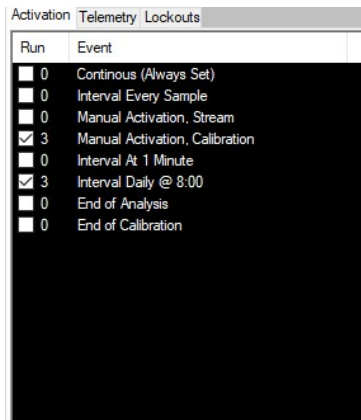 Activation Telemetry Lockouts
Run Event
0 Continous (Always Set)
0 Interval Every Sample
0 Manual Activation, Stream
3 Manual Activation, Calibration
0 Interval At 1 Minute
3 Interval Daily @ 8:00
0 End of Analysis
0 End of Calibration